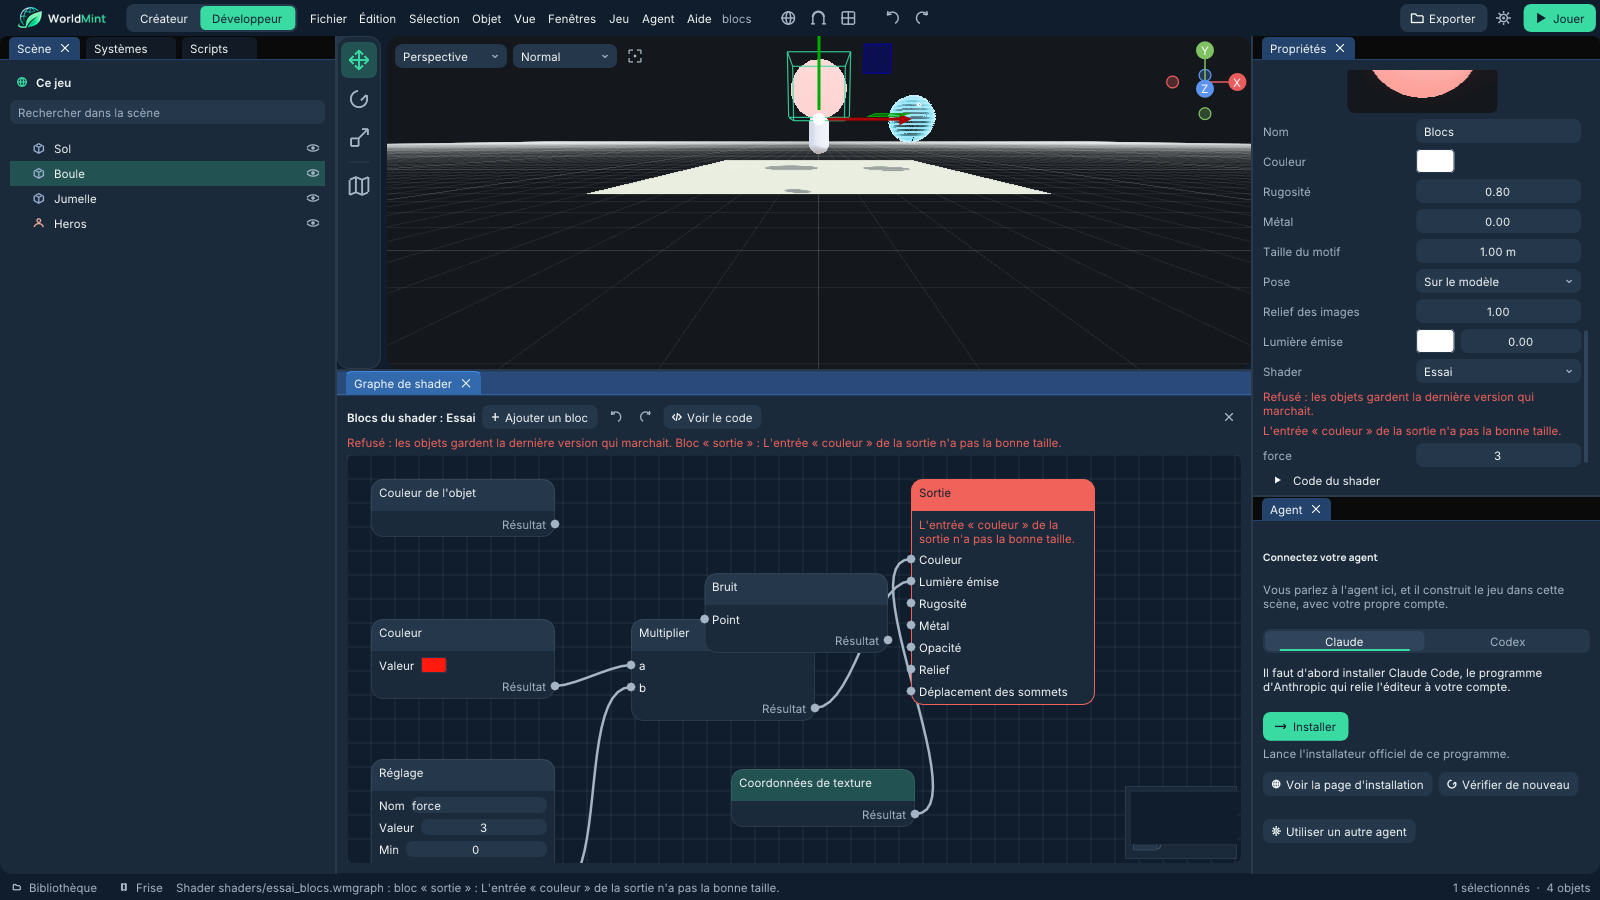 WorldMint
Créateur
Développeur
Fichier
Édition
Sélection
Objet
Vue
Fenêtres
Jeu
Agent
Aide
blocs
Exporter
Jouer
Scène
Systèmes
Scripts
Ce jeu
Rechercher dans la scène
Sol
Boule
Jumelle
Heros
Perspective
Normal
Y
X
Z
Graphe de shader
Blocs du shader : Essai
+ Ajouter un bloc
Voir le code
Refusé : les objets gardent la dernière version qui marchait. Bloc « sortie » : L'entrée « couleur » de la sortie n'a pas la bonne taille.
Couleur de l'objet
Résultat
Couleur
Valeur
Résultat
Réglage
Nom force
Valeur 3
Min 0
Multiplier
a
b
Résultat
Bruit
Point
Résultat
Coordonnées de texture
Résultat
Sortie
L'entrée « couleur » de la
sortie n'a pas la bonne taille.
Couleur
Lumière émise
Rugosité
Métal
Opacité
Relief
Déplacement des sommets
Propriétés
Nom Blocs
Couleur
Rugosité 0.80
Métal 0.00
Taille du motif 1.00 m
Pose Sur le modèle
Relief des images 1.00
Lumière émise 0.00
Shader Essai
Refusé : les objets gardent la dernière version qui
marchait.
L'entrée « couleur » de la sortie n'a pas la bonne taille.
force 3
Code du shader
Agent
Connectez votre agent
Vous parlez à l'agent ici, et il construit le jeu dans cette
scène, avec votre propre compte.
Claude
Codex
Il faut d'abord installer Claude Code, le programme
d'Anthropic qui relie l'éditeur à votre compte.
Installer
Lance l'installateur officiel de ce programme.
Voir la page d'installation
Vérifier de nouveau
Utiliser un autre agent
Bibliothèque
Frise
Shader shaders/essai_blocs.wmgraph : bloc « sortie » : L'entrée « couleur » de la sortie n'a pas la bonne taille.
1 sélectionnés · 4 objets